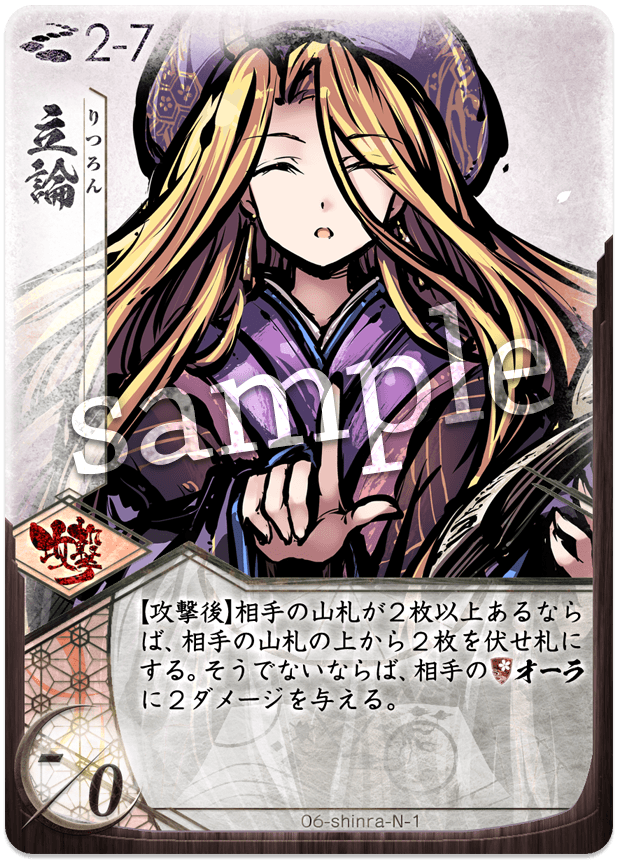 2-7
立論
りつろん
sample
攻撃
【攻撃後】相手の山札が2枚以上あるなら
ば、相手の山札の上から2枚を伏せ札に
する。そうでないならば、相手のオーラ
に2ダメージを与える。
-/0
06-shinra-N-1